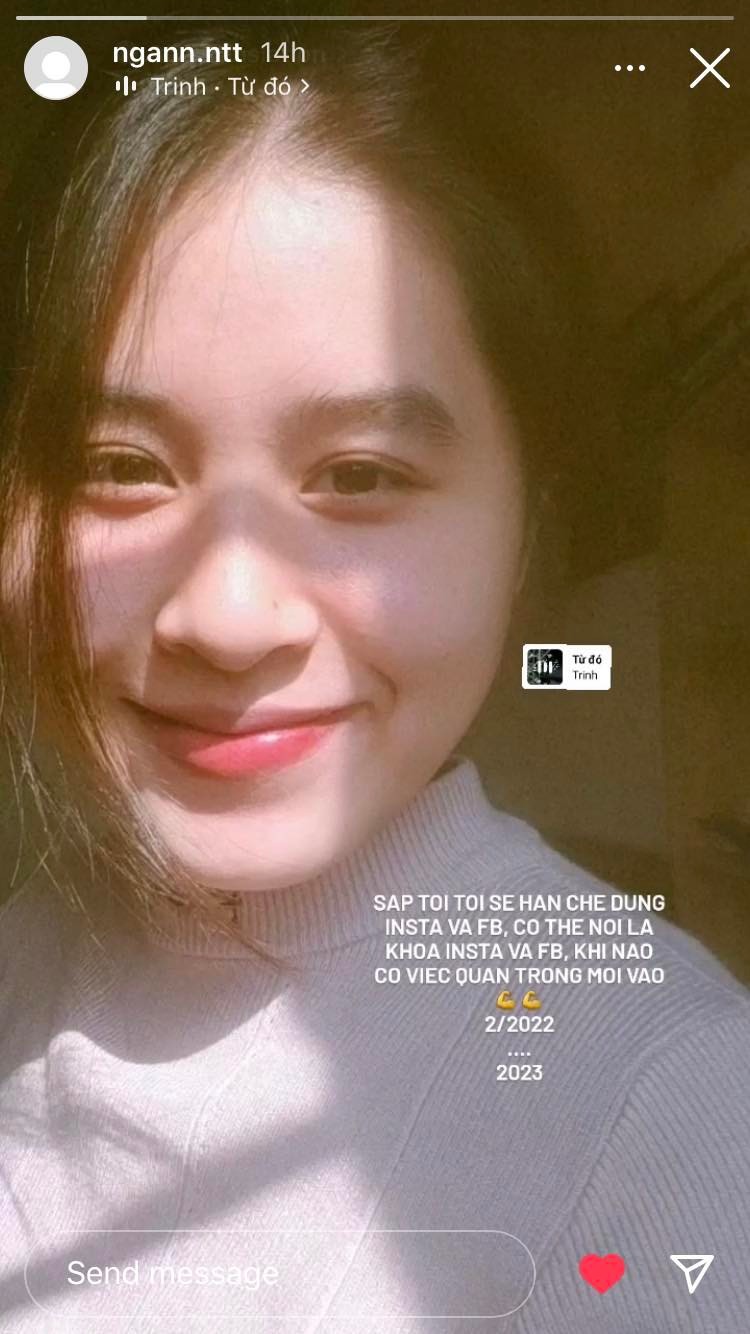 ngann.ntt 14h
Trinh · Từ đó >
Từ đó
Trinh
SAP TOI TOI SE HAN CHE DUNG
INSTA VA FB, CO THE NOI LA
KHOA INSTA VA FB, KHI NAO
CO VIEC QUAN TRONG MOI VAO
💪💪
2/2022
....
2023
Send message